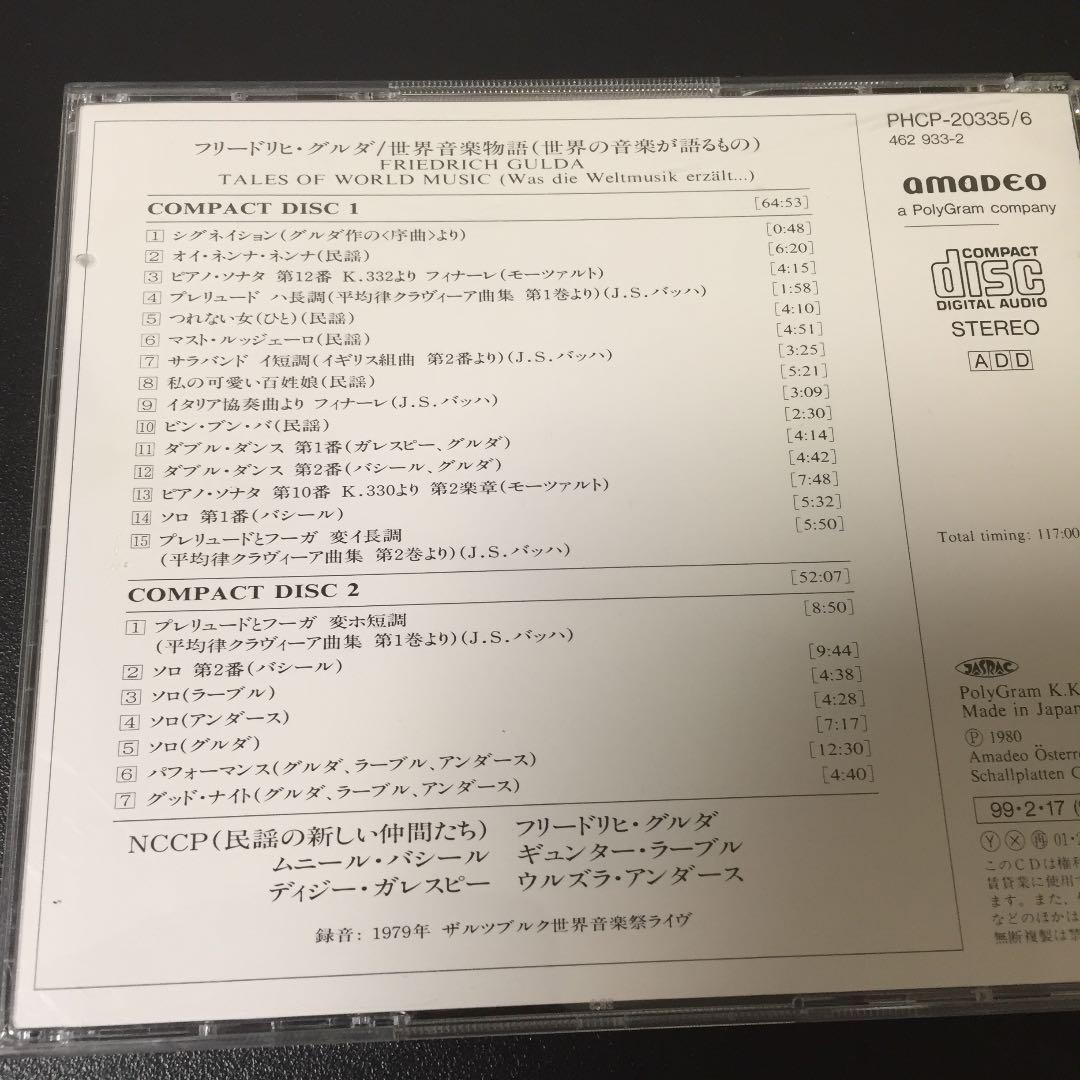 フリードリヒ・グルダ/世界音楽物語(世界の音楽が語るもの)
FRIEDRICH GULDA
TALES OF WORLD MUSIC (Was die Weltmusik erzält...)
COMPACT DISC 1 [64:53]
1 シグネイション(グルダ作の〈序曲〉より) [0:48]
2 オイ・ネンナ・ネンナ(民謡) [6:20]
3 ピアノ・ソナタ 第12番 K.332より フィナーレ(モーツァルト) [4:15]
4 プレリュード ハ長調(平均律クラヴィーア曲集 第1巻より)(J.S.バッハ) [1:58]
5 つれない女(ひと)(民謡) [4:10]
6 マスト・ルッジェーロ(民謡) [4:51]
7 サラバンド イ短調(イギリス組曲 第2番より)(J.S.バッハ) [3:25]
8 私の可愛い百姓娘(民謡) [5:21]
9 イタリア協奏曲より フィナーレ(J.S.バッハ) [3:09]
10 ビン・ブン・バ(民謡) [2:30]
11 ダブル・ダンス 第1番(ガレスピー、グルダ) [4:14]
12 ダブル・ダンス 第2番(バシール、グルダ) [4:42]
13 ピアノ・ソナタ 第10番 K.330より 第2楽章(モーツァルト) [7:48]
14 ソロ 第1番(バシール) [5:32]
15 プレリュードとフーガ 変イ長調 [5:50]
(平均律クラヴィーア曲集 第2巻より)(J.S.バッハ)
COMPACT DISC 2 [52:07]
1 プレリュードとフーガ 変ホ短調 [8:50]
(平均律クラヴィーア曲集 第1巻より)(J.S.バッハ)
2 ソロ 第2番(バシール) [9:44]
3 ソロ(ラーブル) [4:38]
4 ソロ(アンダース) [4:28]
5 ソロ(グルダ) [7:17]
6 パフォーマンス(グルダ、ラーブル、アンダース) [12:30]
7 グッド・ナイト(グルダ、ラーブル、アンダース) [4:40]
NCCP(民謡の新しい仲間たち) フリードリヒ・グルダ
ムニール・バシール ギュンター・ラーブル
ディジー・ガレスピー ウルズラ・アンダース
録音: 1979年 ザルツブルク世界音楽祭ライヴ
PHCP-20335/6
462 933-2
AMADEO
a PolyGram company
COMPACT
disc
DIGITAL AUDIO
STEREO
ADD
Total timing: 117:00
JASRAC
PolyGram K.K
Made in Japan
Ⓟ 1980
Amadeo Österre
Schallplatten
99・2・17
Ⓨ Ⓧ 再 01・
このCDは権利
賃貸業に使用
ます。また、
などのほかは
無断複製は禁